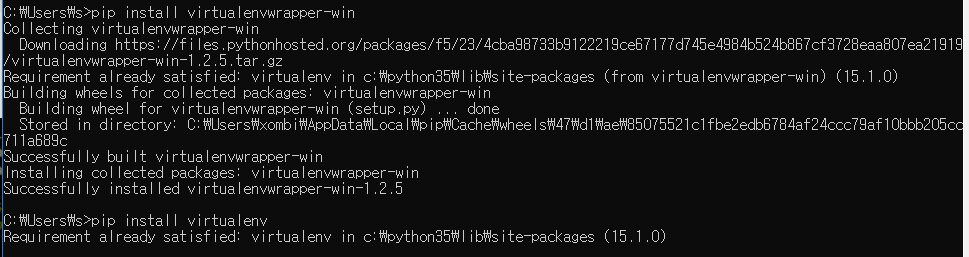 C:₩Users₩s>pip install virtualenvwrapper-win
Collecting virtualenvwrapper-win
  Downloading https://files.pythonhosted.org/packages/f5/23/4cba98733b9122219ce67177d745e4984b524b867cf3728eaa807ea21919
/virtualenvwrapper-win-1.2.5.tar.gz
Requirement already satisfied: virtualenv in c:₩python35₩lib₩site-packages (from virtualenvwrapper-win) (15.1.0)
Building wheels for collected packages: virtualenvwrapper-win
  Building wheel for virtualenvwrapper-win (setup.py) ... done
  Stored in directory: C:₩Users₩xombi₩AppData₩Local₩pip₩Cache₩wheels₩47₩d1₩ae₩85075521c1fbe2edb6784af24ccc79af10bbb205cc
711a689c
Successfully built virtualenvwrapper-win
Installing collected packages: virtualenvwrapper-win
Successfully installed virtualenvwrapper-win-1.2.5
C:₩Users₩s>pip install virtualenv
Requirement already satisfied: virtualenv in c:₩python35₩lib₩site-packages (15.1.0)